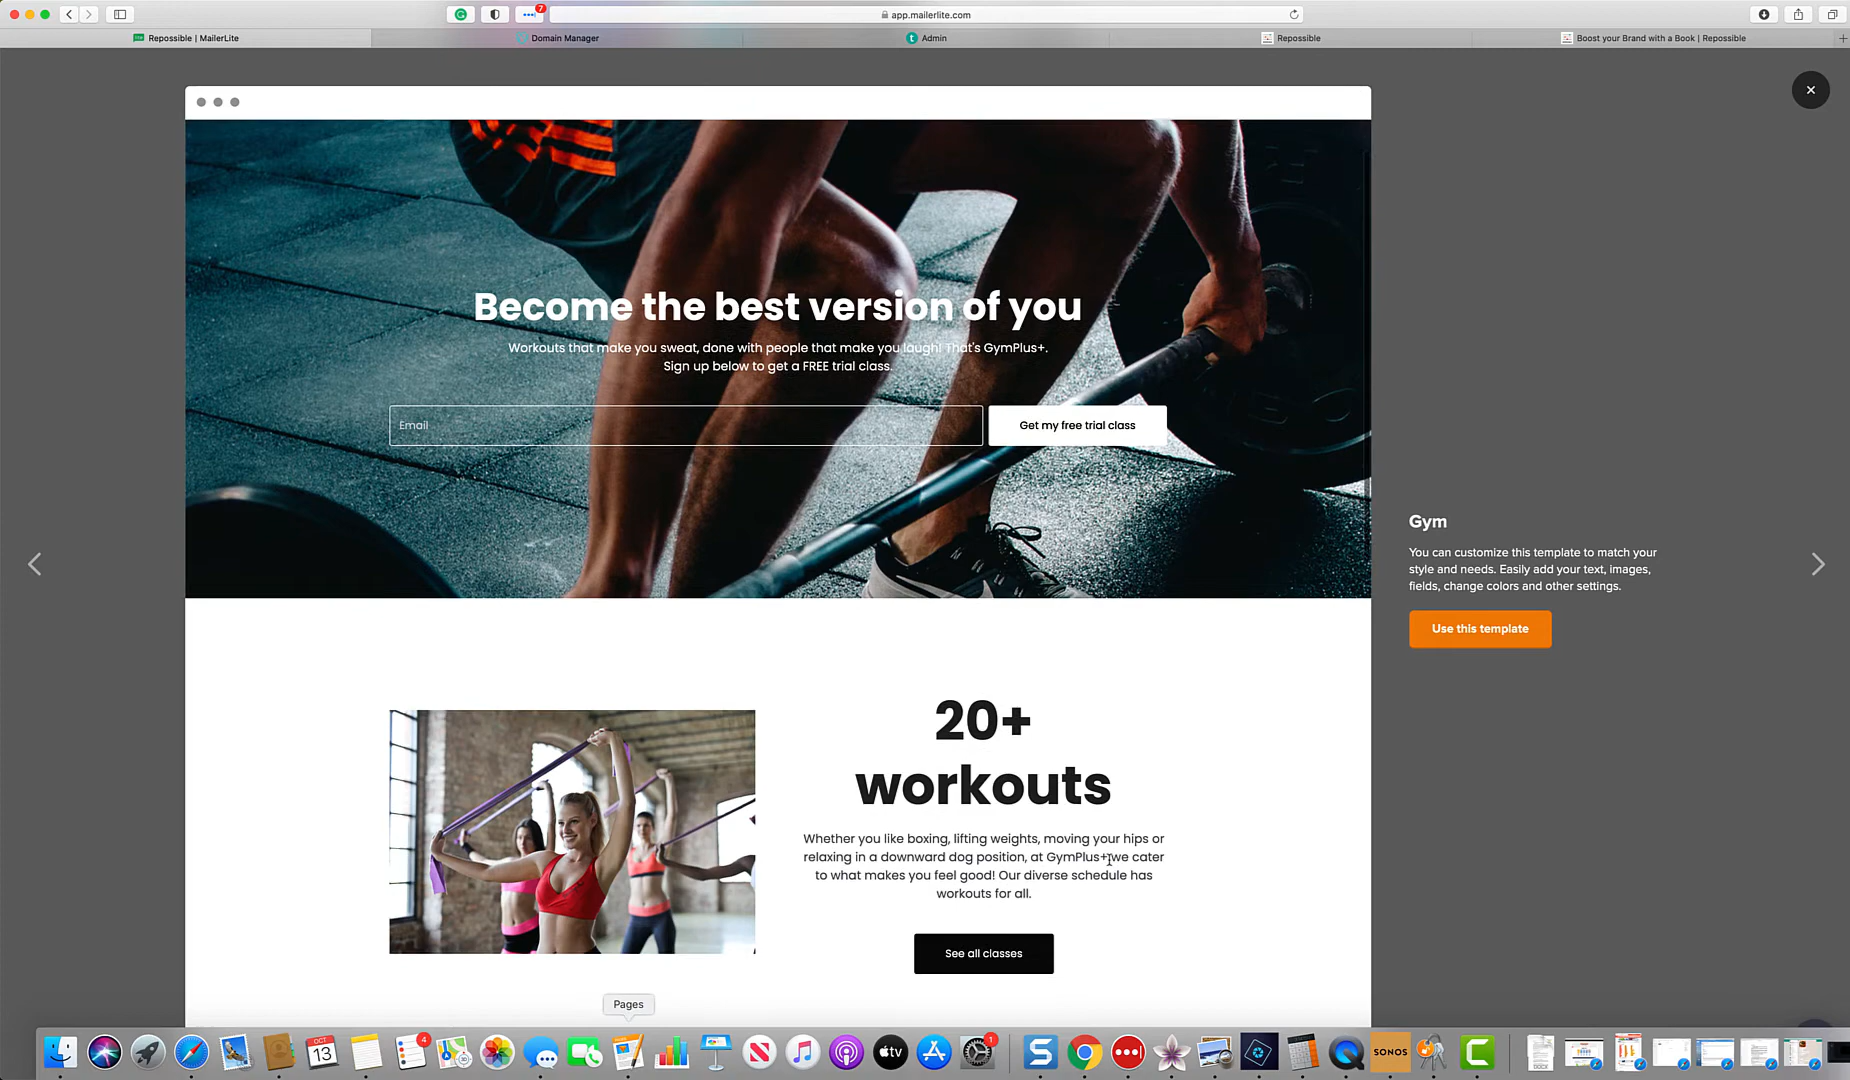 7
app.mailerlite.com
Repossible | MailerLite
Domain Manager
Admin
Repossible
Boost your Brand with a Book | Repossible
Become the best version of you
Workouts that make you sweat, done with people that make you laugh! That's GymPlus+.
Sign up below to get a FREE trial class.
Email
Get my free trial class
Gym
You can customize this template to match your
style and needs. Easily add your text, images,
fields, change colors and other settings.
Use this template
20+
workouts
Whether you like boxing, lifting weights, moving your hips or
relaxing in a downward dog position, at GymPlus+we cater
to what makes you feel good! Our diverse schedule has
workouts for all.
See all classes
Pages
OCT
13
4
tv
1
S
SONOS
C